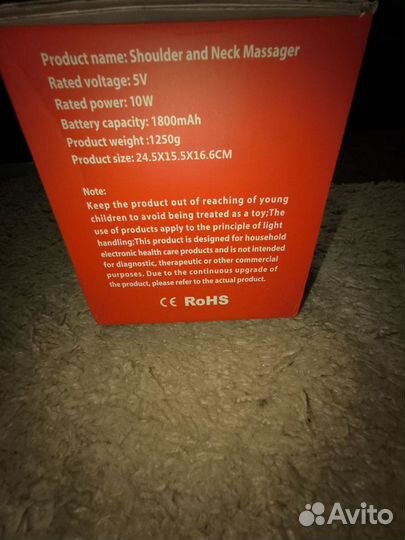 Product name: Shoulder and Neck Massager
Rated voltage: 5V
Rated power: 10W
Battery capacity: 1800mAh
Product weight :1250g
Product size: 24.5X15.5X16.6CM
Note:
Keep the product out of reaching of young
children to avoid being treated as a toy;The
use of products apply to the principle of light
handling;This product is designed for household
electronic health care products and is not intended
for diagnostic, therapeutic or other commercial
purposes. Due to the continuous upgrade of
the product, please refer to the actual product.
CE RoHS
Avito